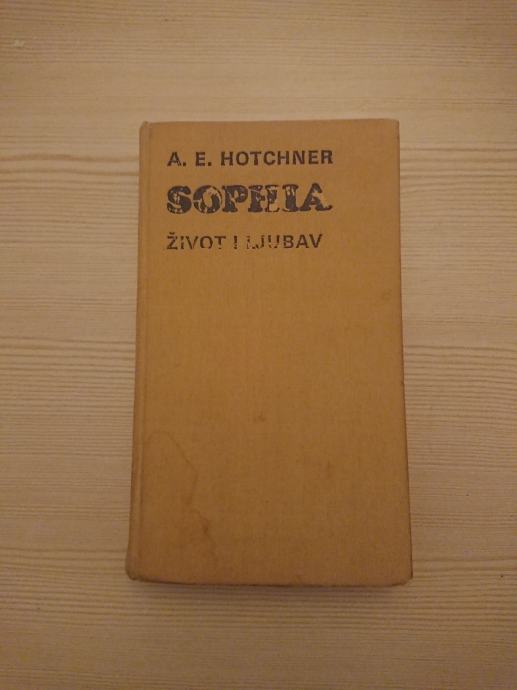 A. E. HOTCHNER
SOPHIA
ŽIVOT I LJUBAV